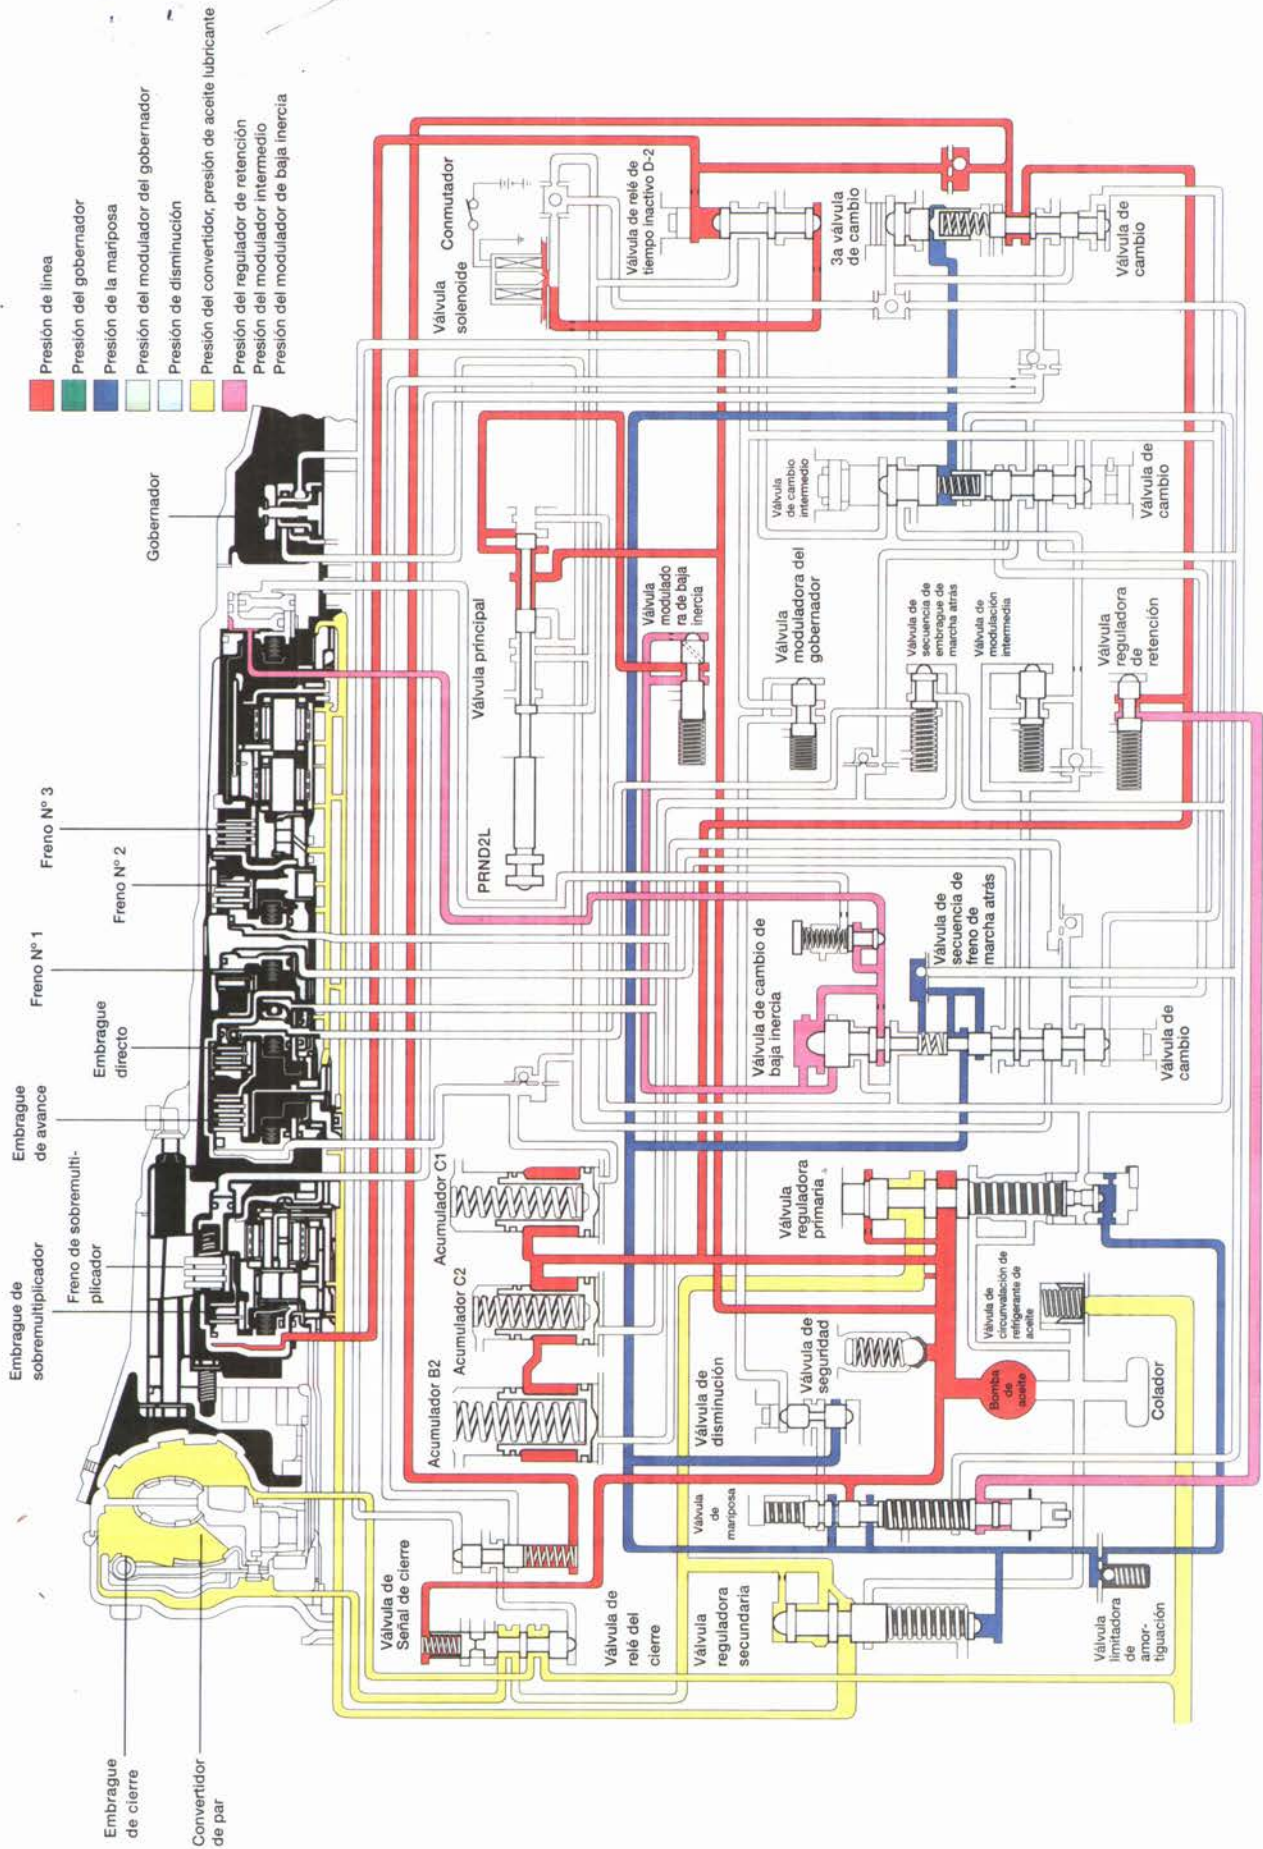 Presión de línea
Presión del gobernador
Presión de la mariposa
Presión del modulador del gobernador
Presión de disminución
Presión del convertidor, presión de aceite lubricante
Presión del regulador de retención
Presión del modulador intermedio
Presión del modulador de baja inercia
Embrague
de cierre
Convertidor
de par
Embrague de
sobremultiplicador
Freno de sobremulti-
plicador
Embrague
de avance
Embrague
directo
Freno Nº 1
Freno Nº 2
Freno Nº 3
Gobernador
Válvula de
Señal de cierre
Válvula de
relé del
cierre
Acumulador B2
Acumulador C2
Acumulador C1
PRND2L
Válvula principal
Válvula
solenoide
Conmutador
Válvula de relé de
tiempo inactivo D-2
Válvula
modulado
ra de baja
inercia
Válvula
reguladora
secundaria
Válvula
de
mariposa
Válvula de
disminución
Válvula de
seguridad
Válvula
reguladora
primaria
Válvula de cambio de
baja inercia
Válvula
moduladora del
gobernador
Válvula
de cambio
intermedio
3a válvula
de cambio
Válvula de
secuencia de
embrague de
marcha atrás
Válvula de
modulación
intermedia
Válvula
reguladora
de
retención
Válvula de
secuencia de
freno de
marcha atrás
Válvula de
circunvalación de
refrigerante de
aceite
Bomba
de
aceite
Colador
Válvula
limitadora
de
amor-
tiguación
Válvula de
cambio
Válvula de
cambio
Válvula de
cambio